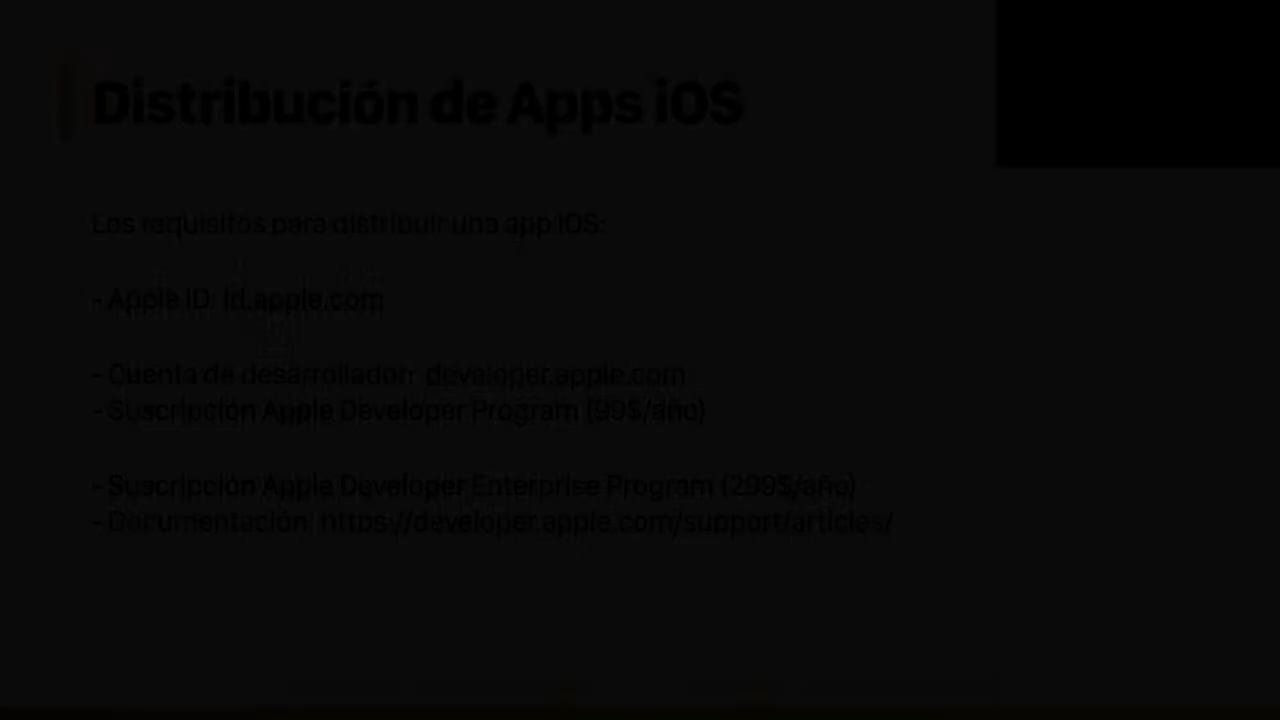 Distribución de Apps iOS
Los requisitos para distribuir una app iOS:
- Apple ID: id.apple.com
- Cuenta de desarrollador: developer.apple.com
- Suscripción Apple Developer Program (99$/año)
- Suscripción Apple Developer Enterprise Program (299$/año)
- Documentación: https://developer.apple.com/support/articles/